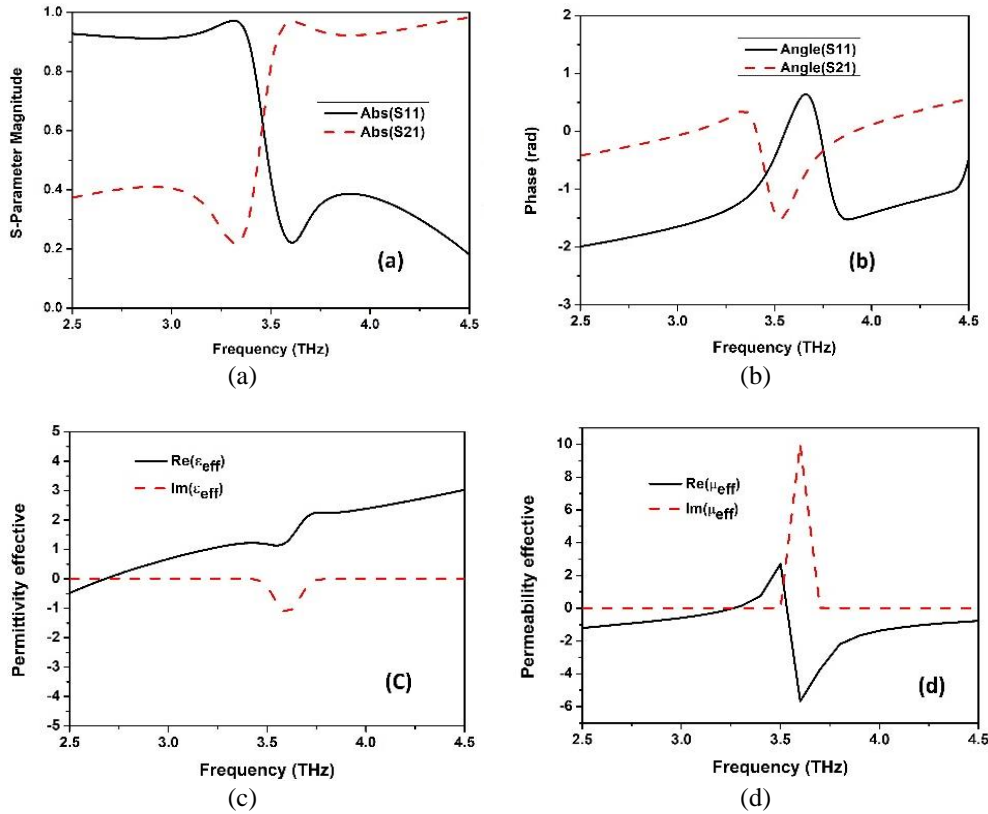 1.0
0.8
0.6
0.4
0.2
0.0
S-Parameter Magnitude
Abs(S11)
Abs(S21)
(a)
2.5 3.0 3.5 4.0 4.5
Frequency (THz)
(a)
2
1
0
-1
-2
-3
Phase (rad)
Angle(S11)
Angle(S21)
(b)
2.5 3.0 3.5 4.0 4.5
Frequency (THz)
(b)
5
4
3
2
1
0
-1
-2
-3
-4
-5
Permittivity effective
Re(εeff)
Im(εeff)
(C)
2.5 3.0 3.5 4.0 4.5
Frequency (THz)
(c)
10
8
6
4
2
0
-2
-4
-6
Permeability effective
Re(μeff)
Im(μeff)
(d)
2.5 3.0 3.5 4.0 4.5
Frequency (THz)
(d)